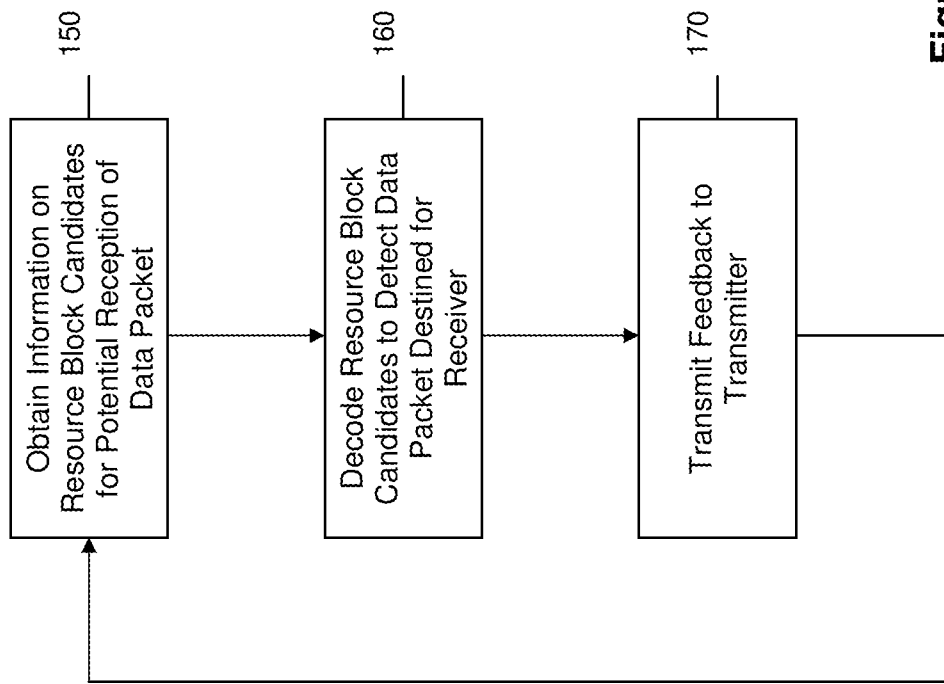 Obtain Information on
Resource Block Candidates
for Potential Reception of
Data Packet
150
Decode Resource Block
Candidates to Detect Data
Packet Destined for
Receiver
160
Transmit Feedback to
Transmitter
170